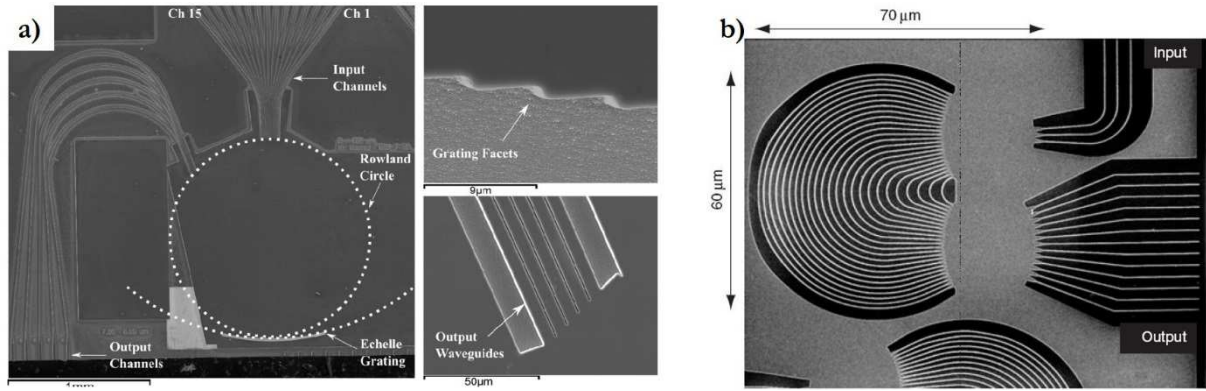 a)
Ch 15
Ch 1
Input
Channels
Rowland
Circle
Echelle
Grating
Output
Channels
1mm
Grating Facets
9µm
Output
Waveguides
50µm
b)
70 µm
60 µm
Input
Output